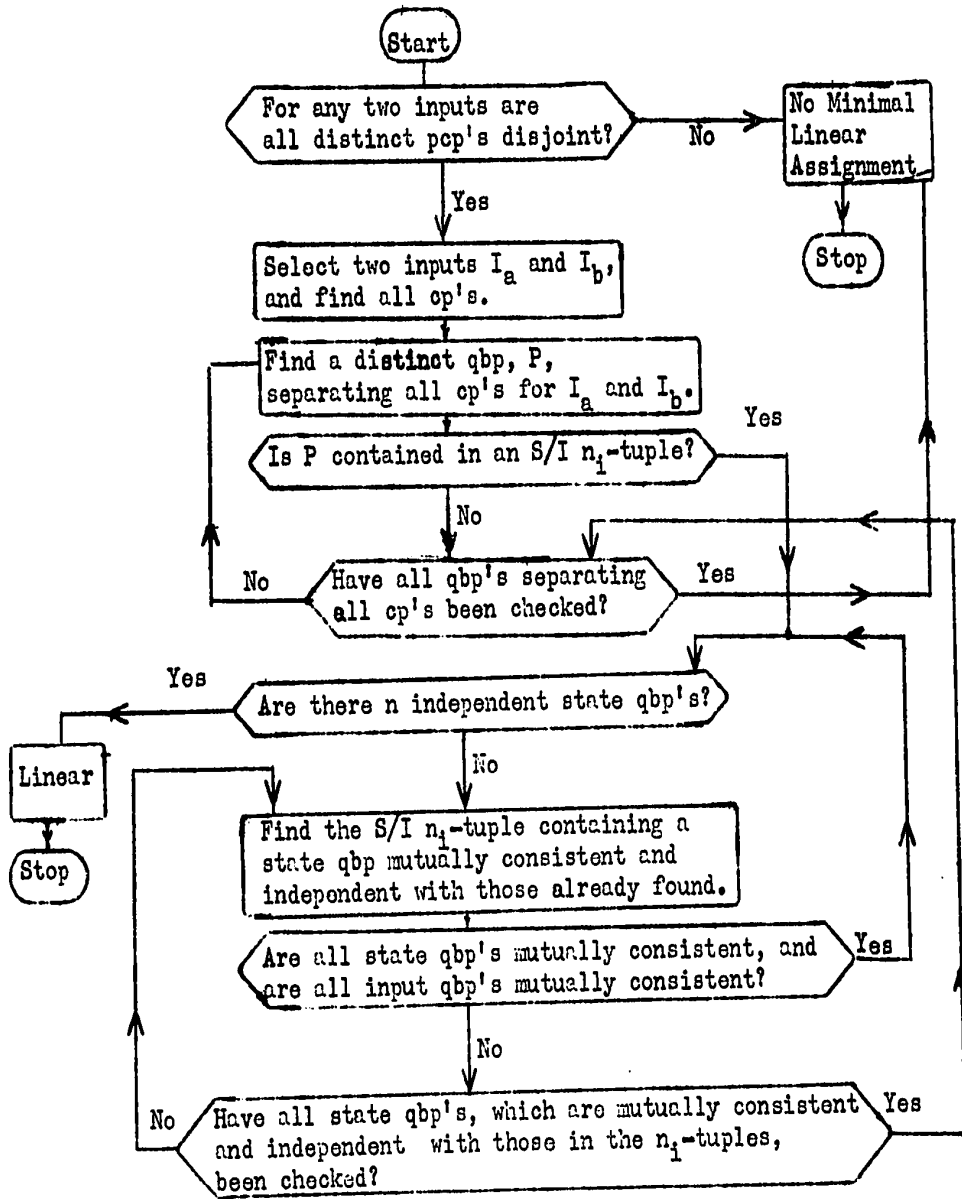 Start
For any two inputs are
all distinct pcp's disjoint?
No
No Minimal
Linear
Assignment
Yes
Stop
Select two inputs I_a and I_b,
and find all cp's.
Find a distinct qbp, P,
separating all cp's for I_a and I_b.
Yes
Is P contained in an S/I n_i-tuple?
No
Have all qbp's separating
all cp's been checked?
No
Yes
Yes
Are there n independent state qbp's?
Linear
No
Stop
Find the S/I n_i-tuple containing a
state qbp mutually consistent and
independent with those already found.
Are all state qbp's mutually consistent, and
are all input qbp's mutually consistent?
Yes
No
No
Have all state qbp's, which are mutually consistent
and independent with those in the n_i-tuples,
been checked?
Yes